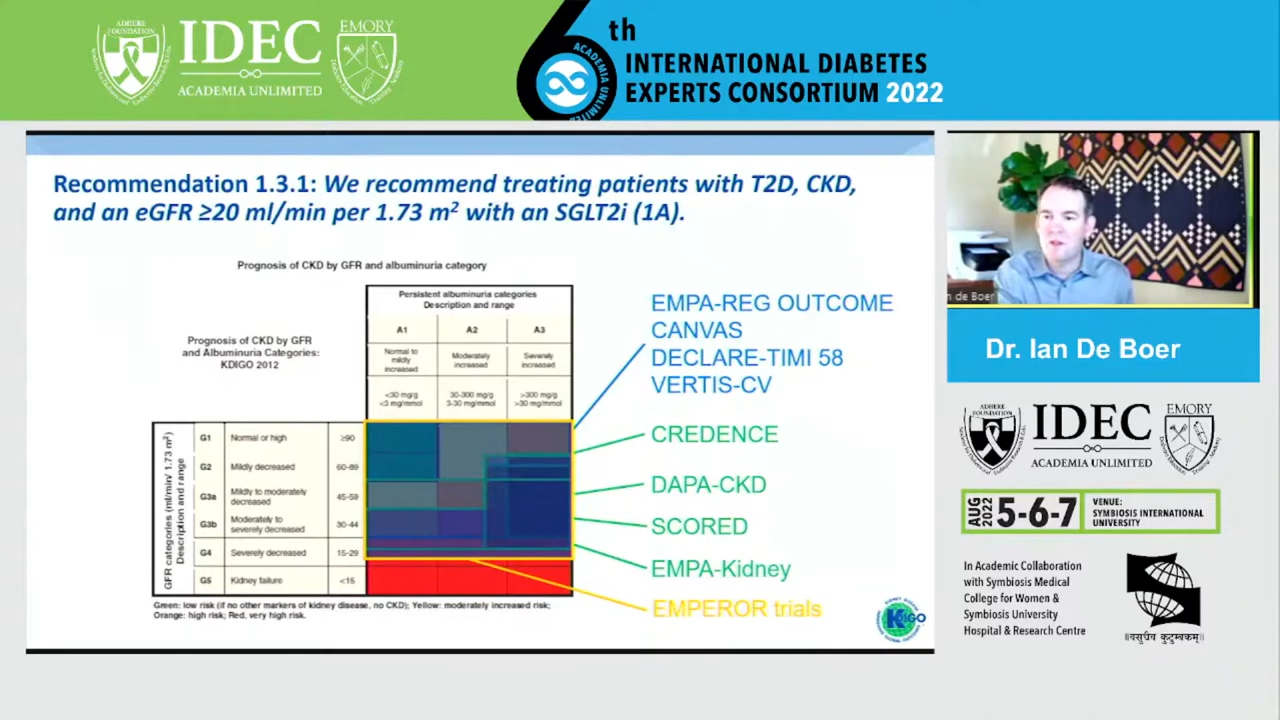 ADHERE
FOUNDATION
IDEC
ACADEMIA UNLIMITED
EMORY
6th
ACADEMIA UNLIMITED
INTERNATIONAL DIABETES
EXPERTS CONSORTIUM 2022
Recommendation 1.3.1: We recommend treating patients with T2D, CKD,
and an eGFR ≥20 ml/min per 1.73 m² with an SGLT2i (1A).
Prognosis of CKD by GFR and albuminuria category
Prognosis of CKD by GFR
and Albuminuria Categories:
KDIGO 2012
Persistent albuminuria categories
Description and range
A1 A2 A3
Normal to
mildly
increased
Moderately
increased
Severely
increased
<30 mg/g
<3 mg/mmol
30-300 mg/g
3-30 mg/mmol
>300 mg/g
>30 mg/mmol
GFR categories (ml/min/ 1.73 m²)
Description and range
G1 Normal or high ≥90
G2 Mildly decreased 60-89
G3a Mildly to moderately
decreased 45-59
G3b Moderately to
severely decreased 30-44
G4 Severely decreased 15-29
G5 Kidney failure <15
Green: low risk (if no other markers of kidney disease, no CKD); Yellow: moderately increased risk;
Orange: high risk; Red, very high risk.
EMPA-REG OUTCOME
CANVAS
DECLARE-TIMI 58
VERTIS-CV
CREDENCE
DAPA-CKD
SCORED
EMPA-Kidney
EMPEROR trials
KDIGO
de Boer
Dr. Ian De Boer
ADHERE
FOUNDATION
IDEC
ACADEMIA UNLIMITED
EMORY
AUG
2022
5-6-7
VENUE:
SYMBIOSIS INTERNATIONAL
UNIVERSITY
In Academic Collaboration
with Symbiosis Medical
College for Women &
Symbiosis University
Hospital & Research Centre
॥वसुधैव कुटुम्बकम्॥